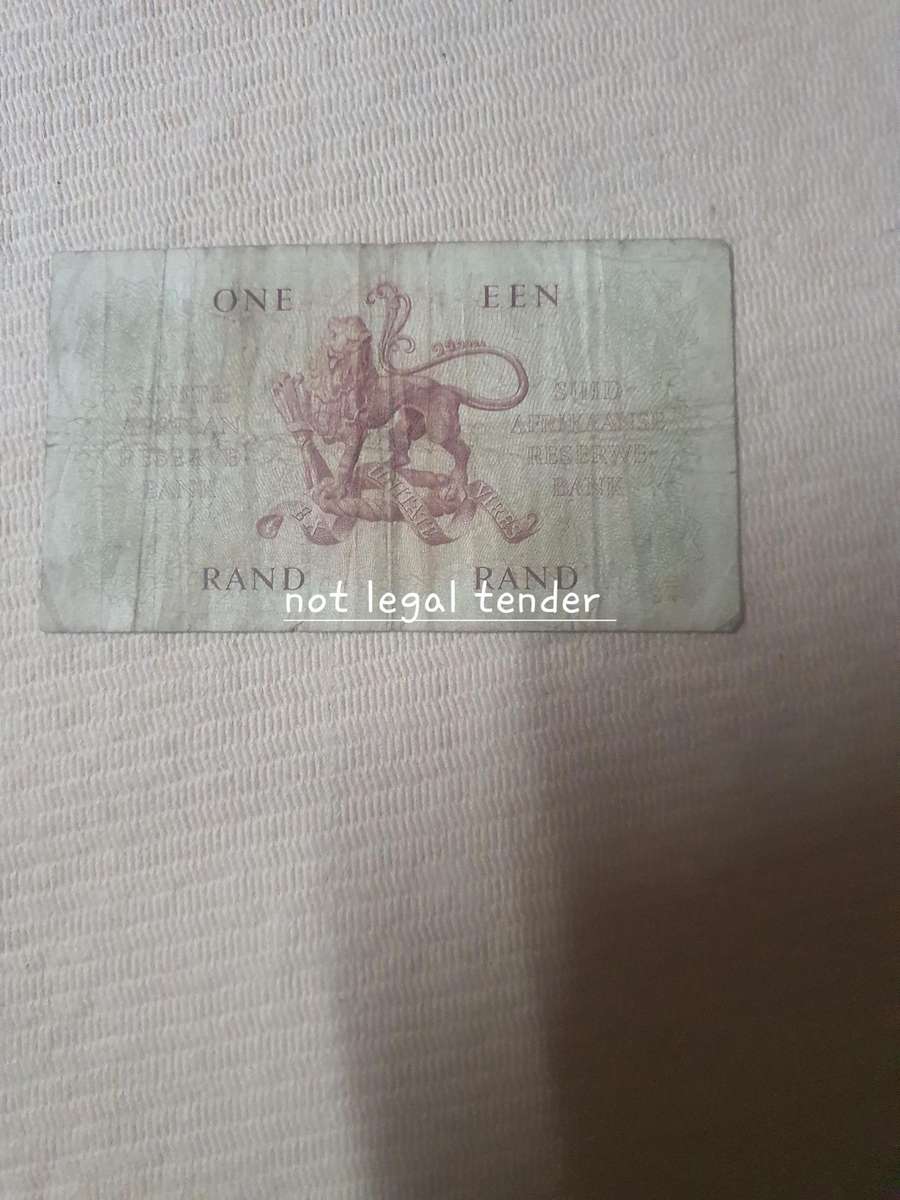 ONE EEN
SOUTH SUID-
AFRICAN AFRIKAANSE
RESERVE RESERWE-
BANK BANK
EX UNITATE VIRES
RAND RAND
not legal tender